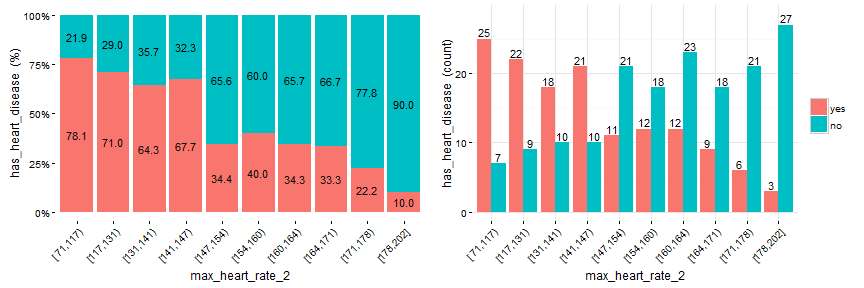 has_heart_disease (%)
100%
75%
50%
25%
0%
21.9 29.0 35.7 32.3 65.6 60.0 65.7 66.7 77.8 90.0
78.1 71.0 64.3 67.7 34.4 40.0 34.3 33.3 22.2 10.0
[71,117) [117,131) [131,141) [141,147) [147,154) [154,160) [160,164) [164,171) [171,178) [178,202]
max_heart_rate_2
has_heart_disease (count)
20
10
0
25 22 18 21 11 12 12 9 6 3
7 9 10 10 21 18 23 18 21 27
[71,117) [117,131) [131,141) [141,147) [147,154) [154,160) [160,164) [164,171) [171,178) [178,202]
max_heart_rate_2
yes
no